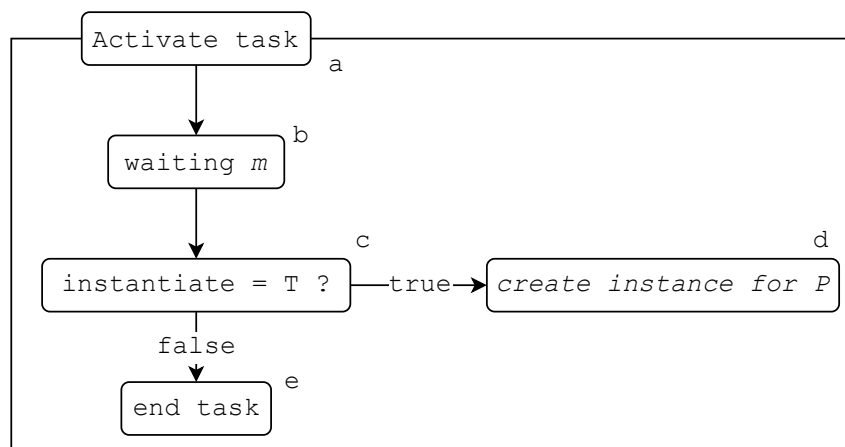 Activate task
a
b
waiting m
c
d
instantiate = T ?
true
create instance for P
false
e
end task